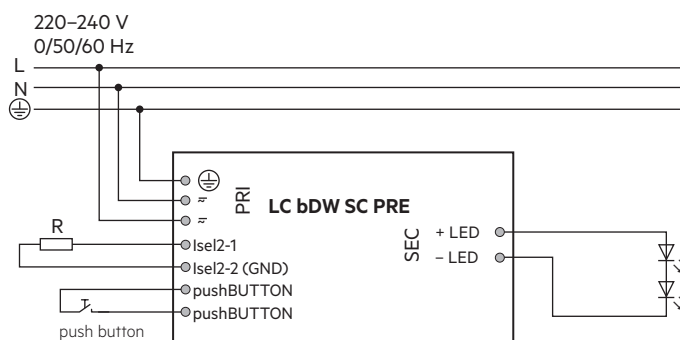 220–240 V
0/50/60 Hz
L
N
PRI
LC bDW SC PRE
R
Isel2-1
Isel2-2 (GND)
pushBUTTON
pushBUTTON
push button
SEC
+ LED
– LED